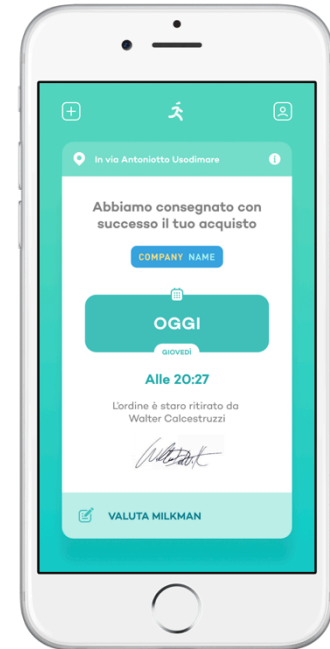 In via Antoniotto Usodimare
Abbiamo consegnato con
successo il tuo acquisto
COMPANY NAME
OGGI
GIOVEDÌ
Alle 20:27
L'ordine è staro ritirato da
Walter Calcestruzzi
VALUTA MILKMAN